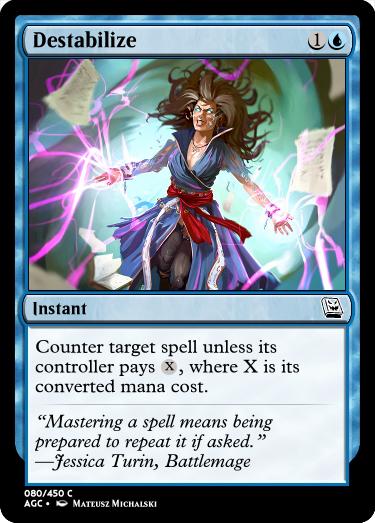 Destabilize 1
Instant
Counter target spell unless its
controller pays X, where X is its
converted mana cost.
“Mastering a spell means being
prepared to repeat it if asked.”
—Jessica Turin, Battlemage
080/450 C
AGC • Mateusz Michalski